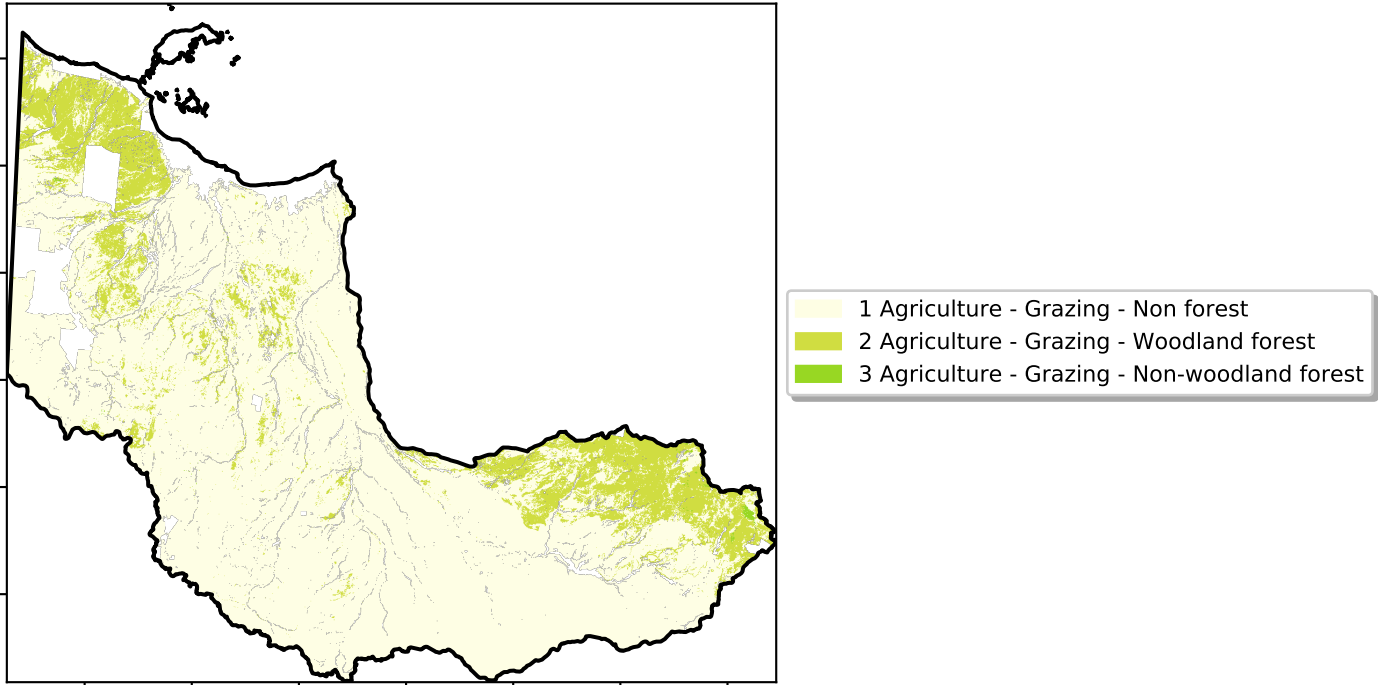 1 Agriculture - Grazing - Non forest
2 Agriculture - Grazing - Woodland forest
3 Agriculture - Grazing - Non-woodland forest